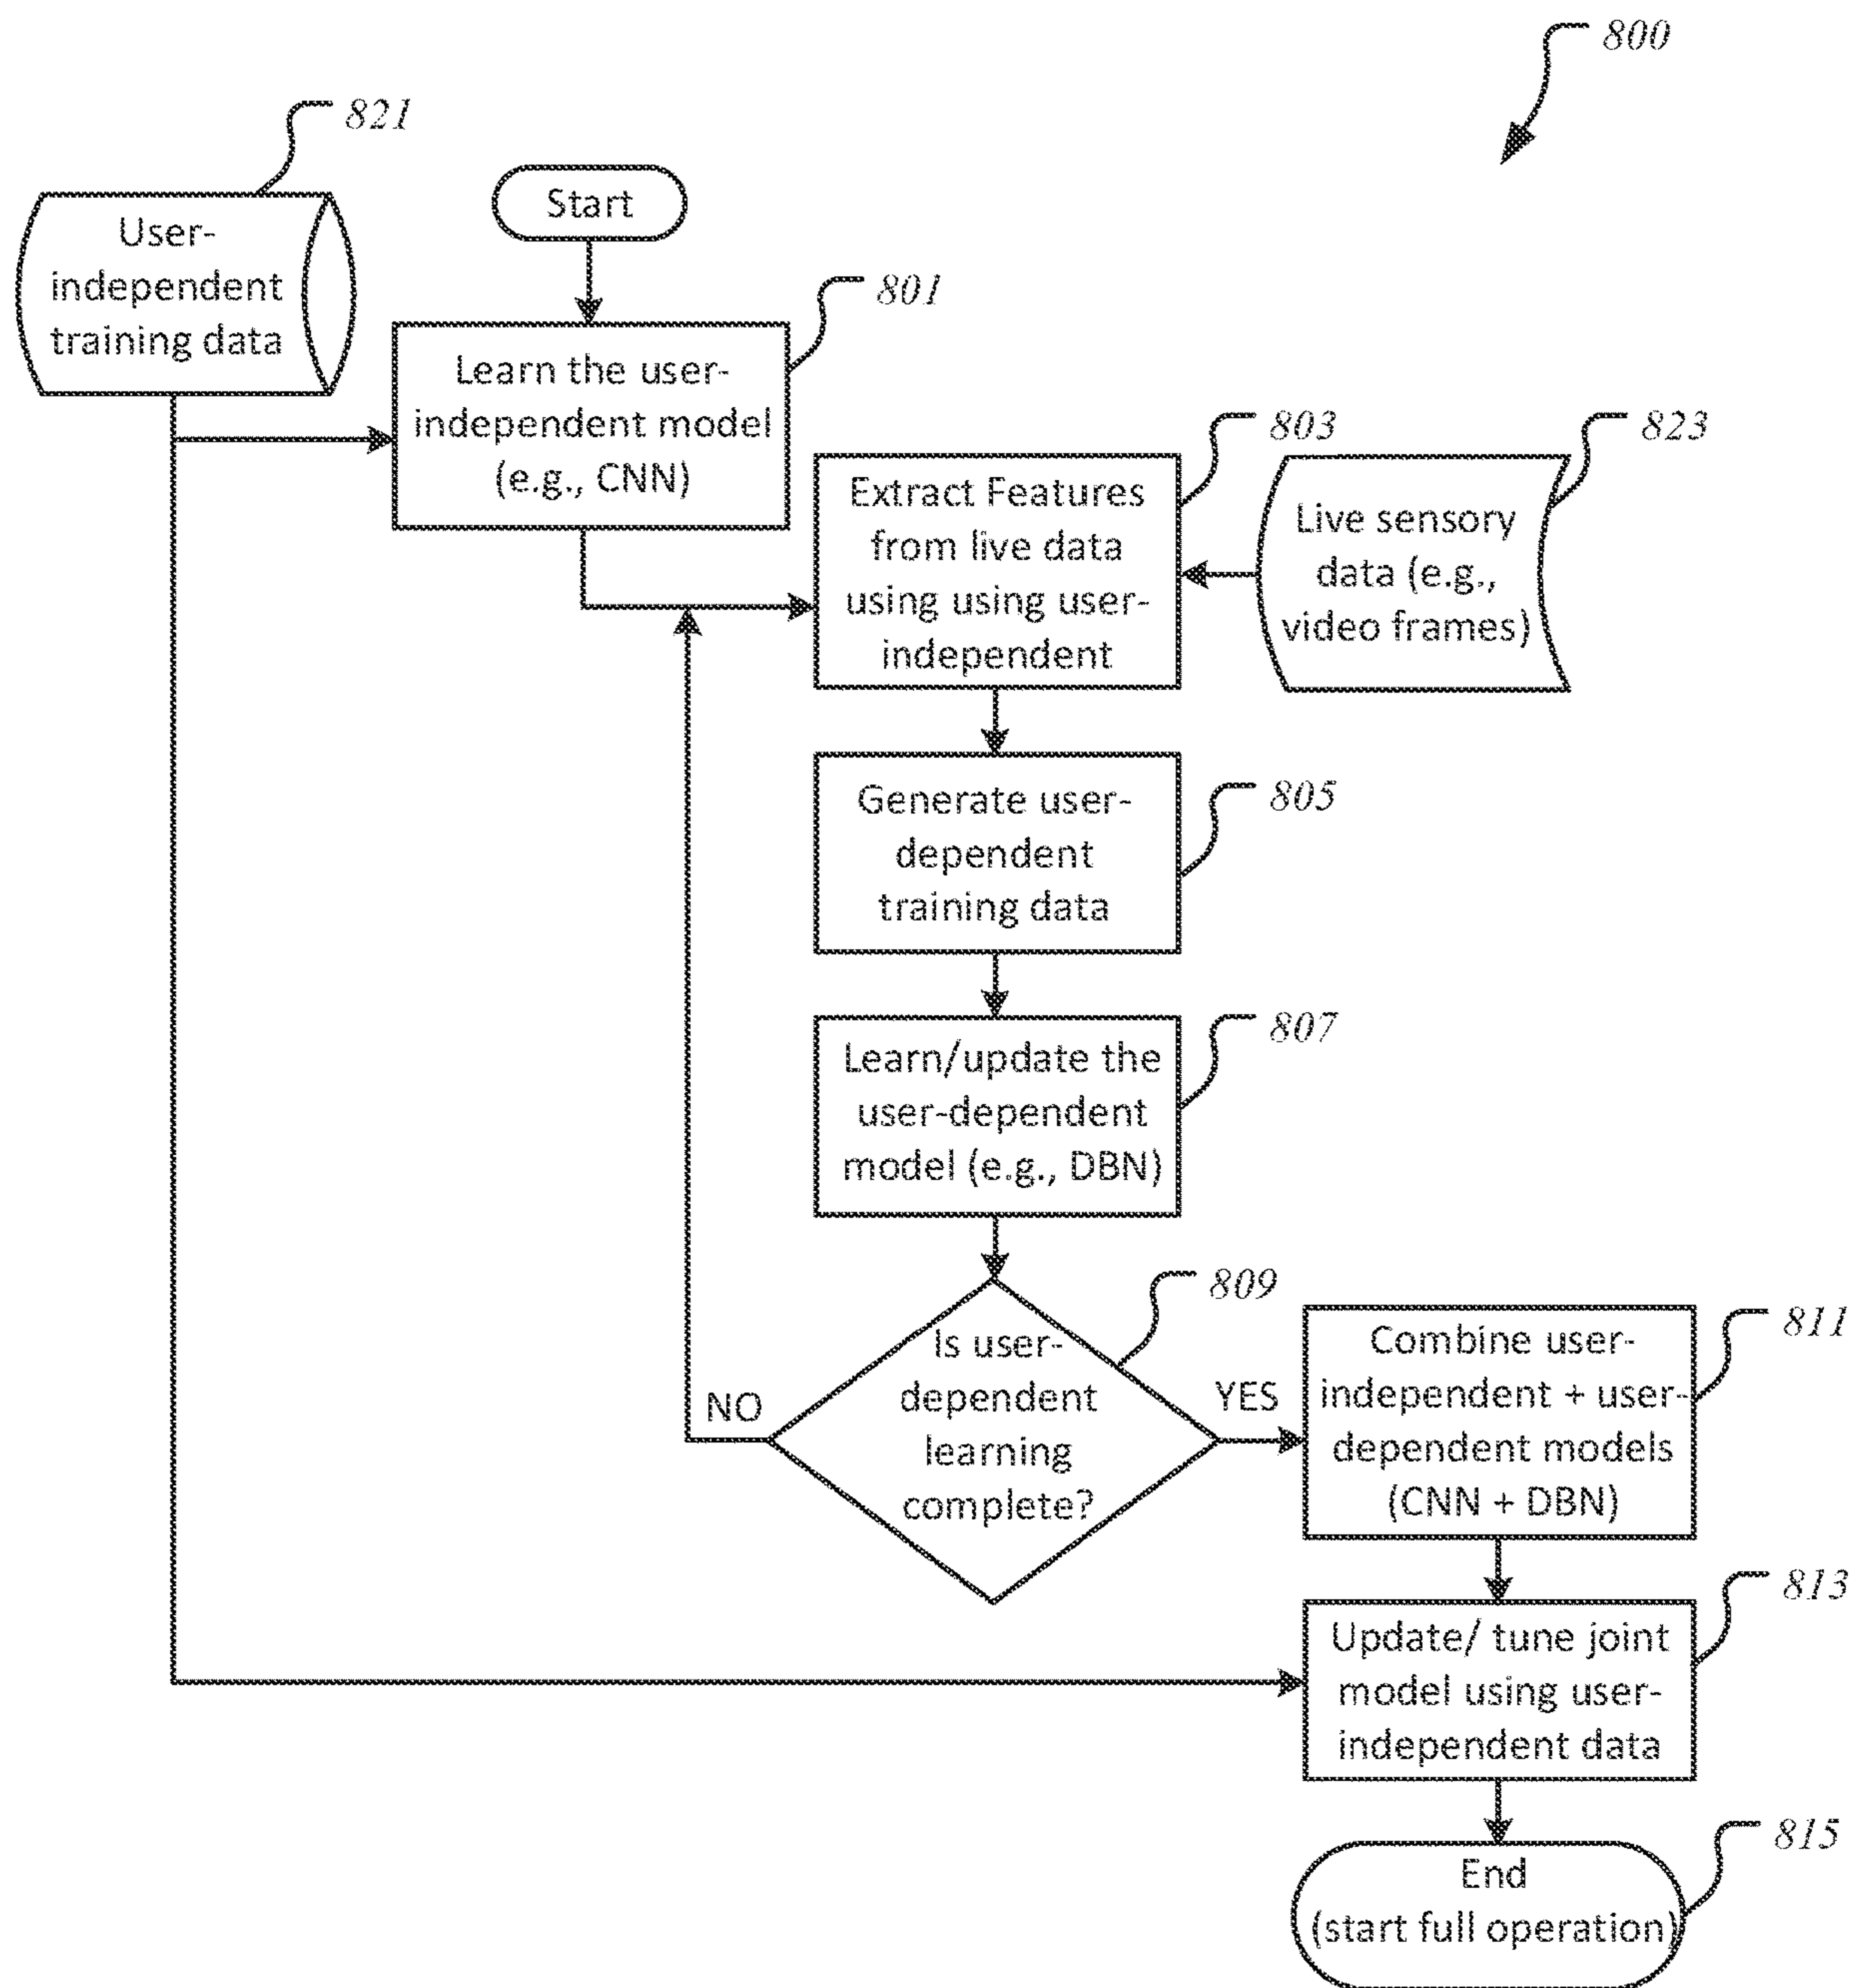 800
821
User-
independent
training data
Start
801
Learn the user-
independent model
(e.g., CNN)
803
Extract Features
from live data
using using user-
independent
823
Live sensory
data (e.g.,
video frames)
805
Generate user-
dependent
training data
807
Learn/update the
user-dependent
model (e.g., DBN)
809
Is user-
dependent
learning
complete?
NO
YES
811
Combine user-
independent + user-
dependent models
(CNN + DBN)
813
Update/ tune joint
model using user-
independent data
815
End
(start full operation)